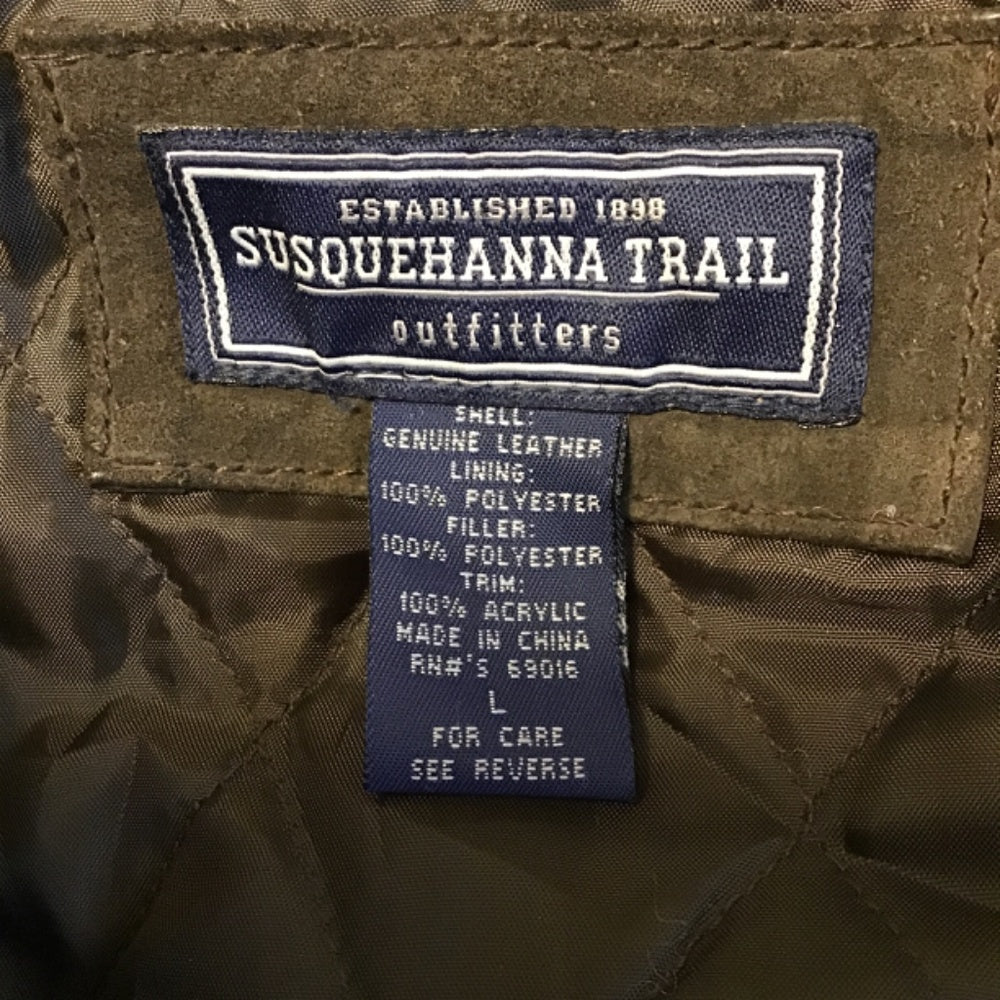 ESTABLISHED 1898
SUSQUEHANNA TRAIL
outfitters
SHELL:
GENUINE LEATHER
LINING:
100% POLYESTER
FILLER:
100% POLYESTER
TRIM:
100% ACRYLIC
MADE IN CHINA
RN#'S 69016
L
FOR CARE
SEE REVERSE